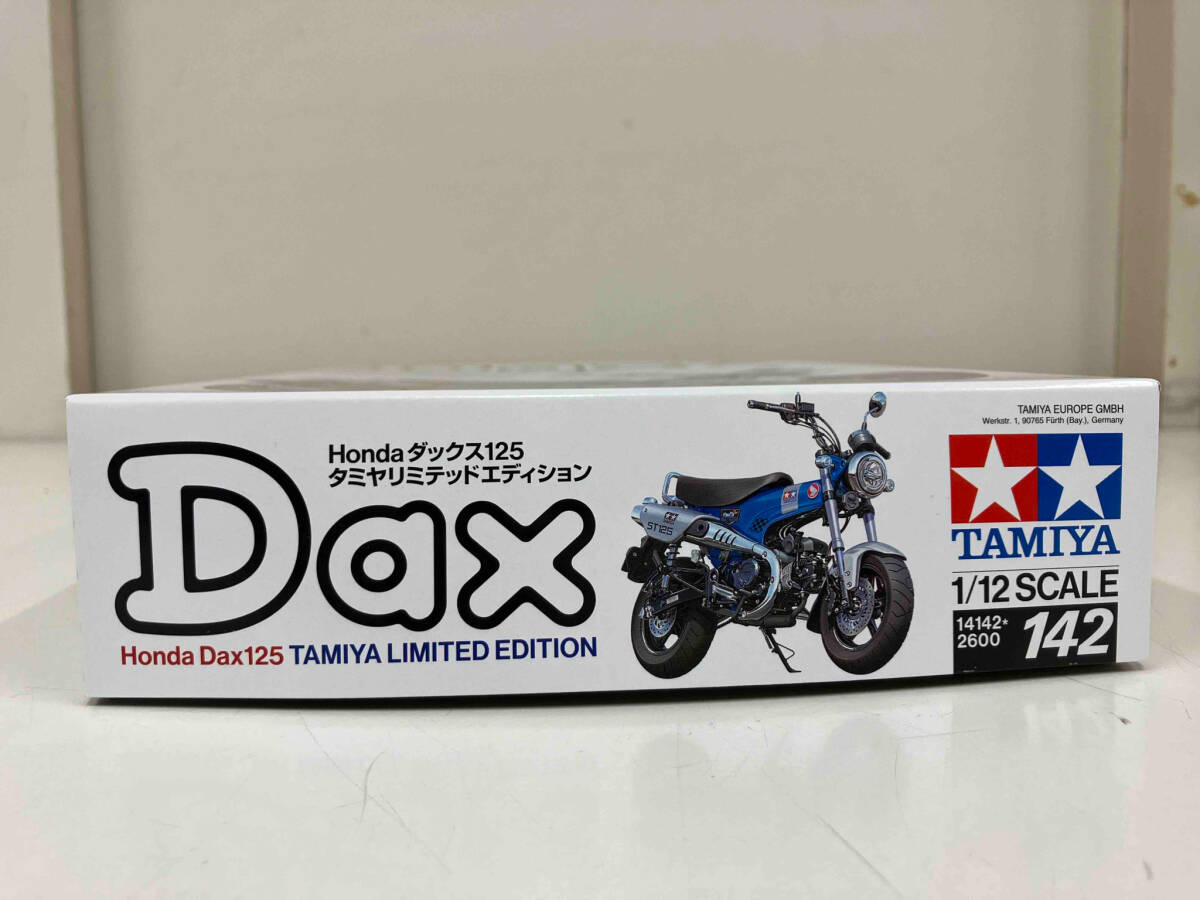 Honda ダックス125
タミヤリミテッドエディション
Dax
Honda Dax125 TAMIYA LIMITED EDITION
ST125
TAMIYA EUROPE GMBH
Werkstr. 1, 90765 Fürth (Bay.), Germany
TAMIYA
1/12 SCALE
14142*
2600
142